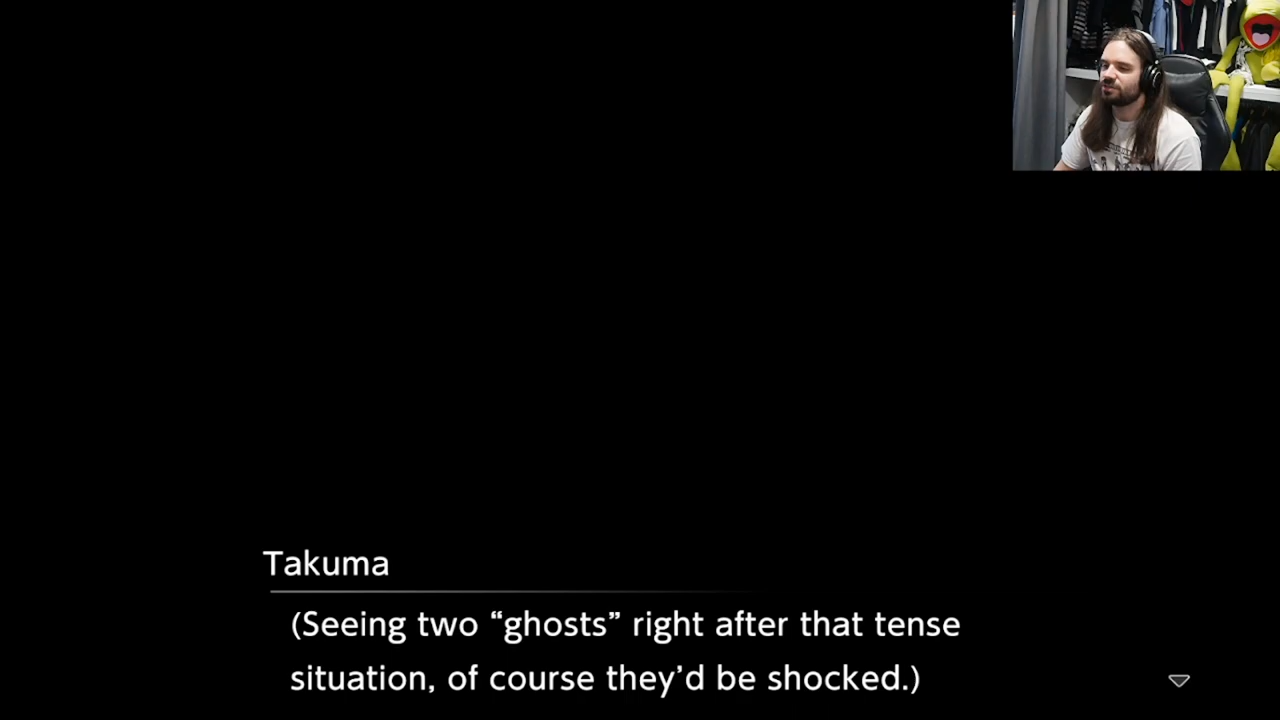 Takuma
(Seeing two “ghosts” right after that tense
situation, of course they’d be shocked.)